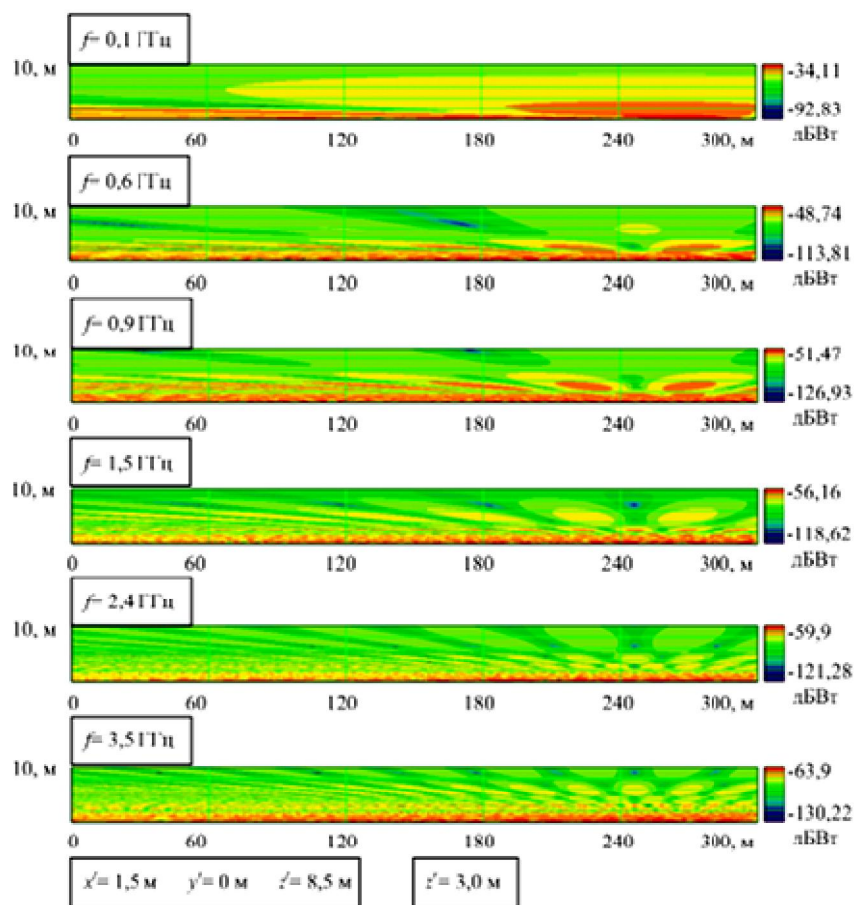 f= 0,1 ГГц
10, м
-34,11
-92,83
дБВт
0 60 120 180 240 300, м
f= 0,6 ГГц
10, м
-48,74
-113,81
дБВт
0 60 120 180 240 300, м
f= 0,9 ГГц
10, м
-51,47
-126,93
дБВт
0 60 120 180 240 300, м
f= 1,5 ГГц
10, м
-56,16
-118,62
дБВт
0 60 120 180 240 300, м
f= 2,4 ГГц
10, м
-59,9
-121,28
дБВт
0 60 120 180 240 300, м
f= 3,5 ГГц
10, м
-63,9
-130,22
дБВт
0 60 120 180 240 300, м
x'= 1,5 м y'= 0 м z'= 8,5 м
z'= 3,0 м